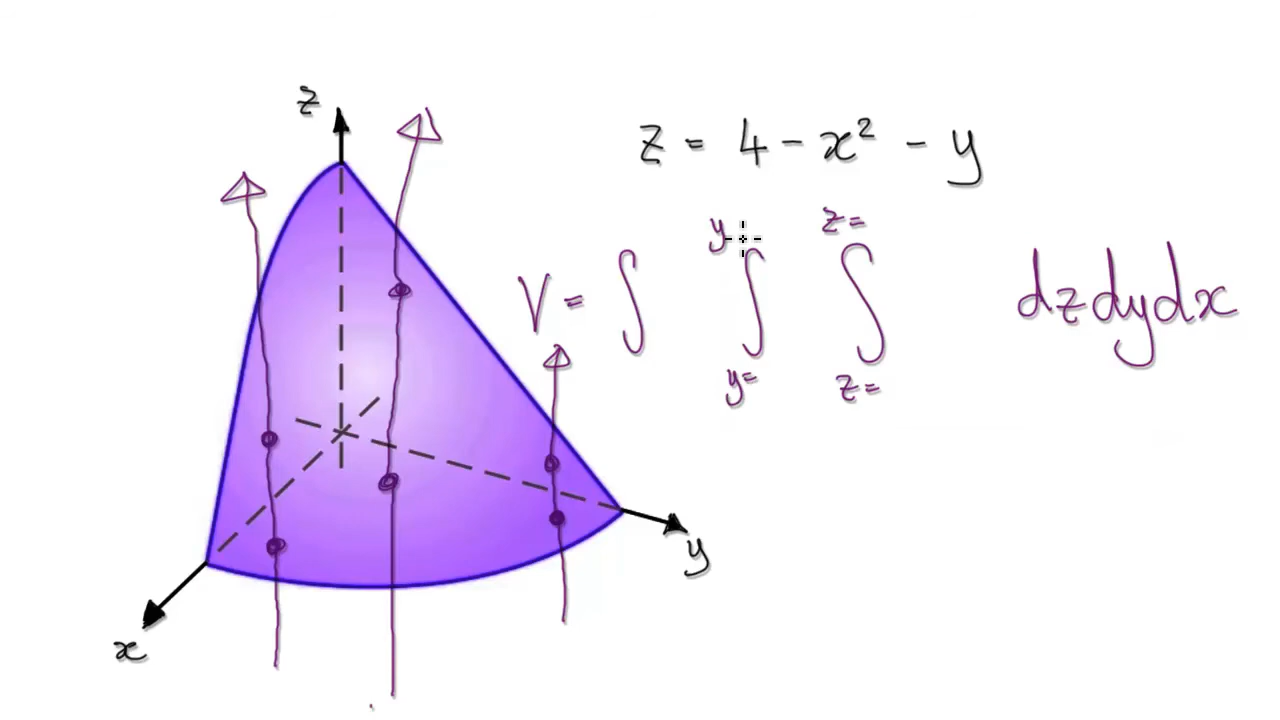 z
z = 4 - x² - y
y z=
V = ∫ ∫ ∫ dzdydx
y= z=
y
x